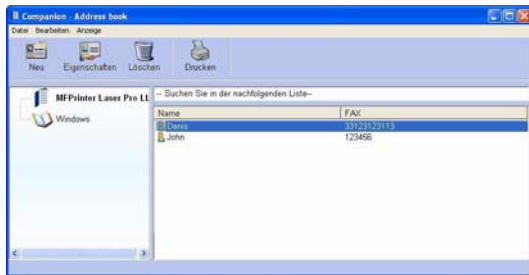 Companion - Address book
Datei Bearbeiten Anzeige
Neu Eigenschaften Löschen Drucken
MFPrinter Laser Pro LL
Windows
-- Suchen Sie in der nachfolgenden Liste--
Name FAX
Denis 33123123113
John 123456